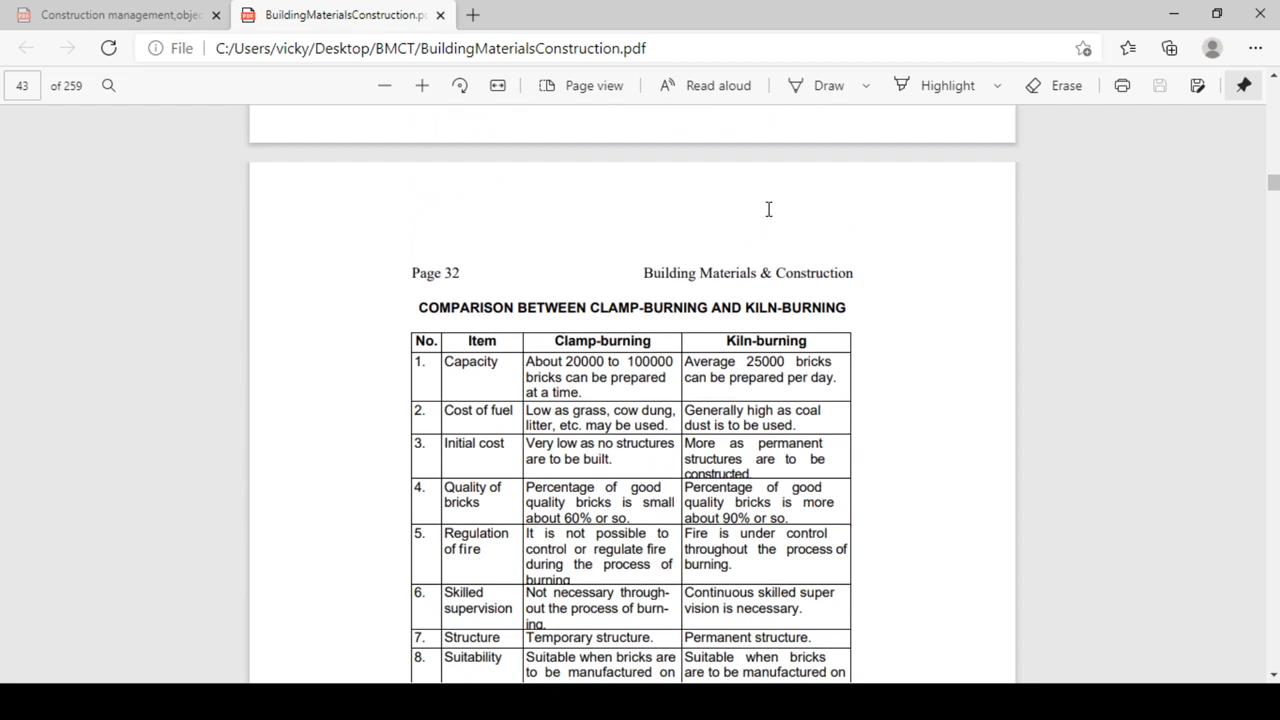 Construction management,objec
BuildingMaterialsConstruction.pd
File
C:/Users/vicky/Desktop/BMCT/BuildingMaterialsConstruction.pdf
43 of 259
Page view
Read aloud
Draw
Highlight
Erase
Page 32
Building Materials & Construction
COMPARISON BETWEEN CLAMP-BURNING AND KILN-BURNING
No. Item Clamp-burning Kiln-burning
1. Capacity About 20000 to 100000 Average 25000 bricks
bricks can be prepared can be prepared per day.
at a time.
2. Cost of fuel Low as grass, cow dung, Generally high as coal
litter, etc. may be used. dust is to be used.
3. Initial cost Very low as no structures More as permanent
are to be built. structures are to be
constructed.
4. Quality of Percentage of good Percentage of good
bricks quality bricks is small quality bricks is more
about 60% or so. about 90% or so.
5. Regulation It is not possible to Fire is under control
of fire control or regulate fire throughout the process of
during the process of burning.
burning
6. Skilled Not necessary through- Continuous skilled super
supervision out the process of burn- vision is necessary.
ing.
7. Structure Temporary structure. Permanent structure.
8. Suitability Suitable when bricks are Suitable when bricks
to be manufactured on are to be manufactured on